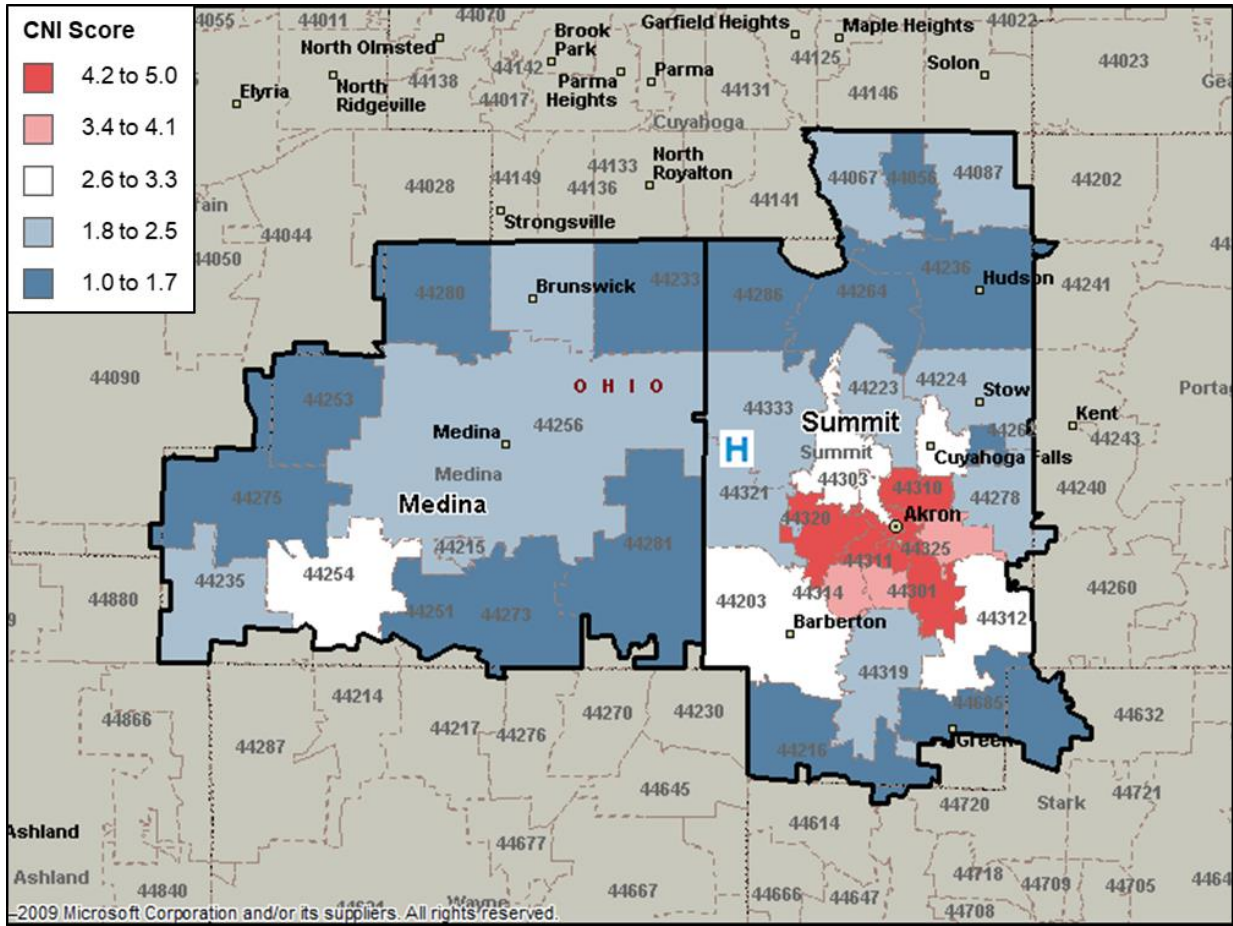 CNI Score
4.2 to 5.0
3.4 to 4.1
2.6 to 3.3
1.8 to 2.5
1.0 to 1.7
44055
44011
44070
Garfield Heights
Maple Heights
44022
North Olmsted
Brook
Park
44142
44125
Solon
44023
Elyria
North
Ridgeville
44138
Parma
Heights
Parma
44017
44131
44146
Cuyahoga
44028
44149
44133
44136
North
Royalton
44141
44067
44056
44087
44202
Strongsville
44044
44050
44280
Brunswick
44233
44286
44264
44236
Hudson
44241
44090
44253
OHIO
44223
44224
Stow
44333
Summit
Summit
44262
Kent
44243
Medina
44256
Medina
Medina
H
Cuyahoga Falls
44303
44310
44278
44240
44275
44321
44320
Akron
44325
44215
44281
44311
44235
44254
44251
44273
44203
44314
44301
44312
44260
44880
Barberton
44319
44214
44866
44287
44217
44276
44270
44230
44216
44685
Green
44632
44645
44720
Stark
44721
Ashland
44677
44614
Ashland
44840
44667
44666
44647
44718
44709
44705
44708
Wayne
2009 Microsoft Corporation and/or its suppliers. All rights reserved.